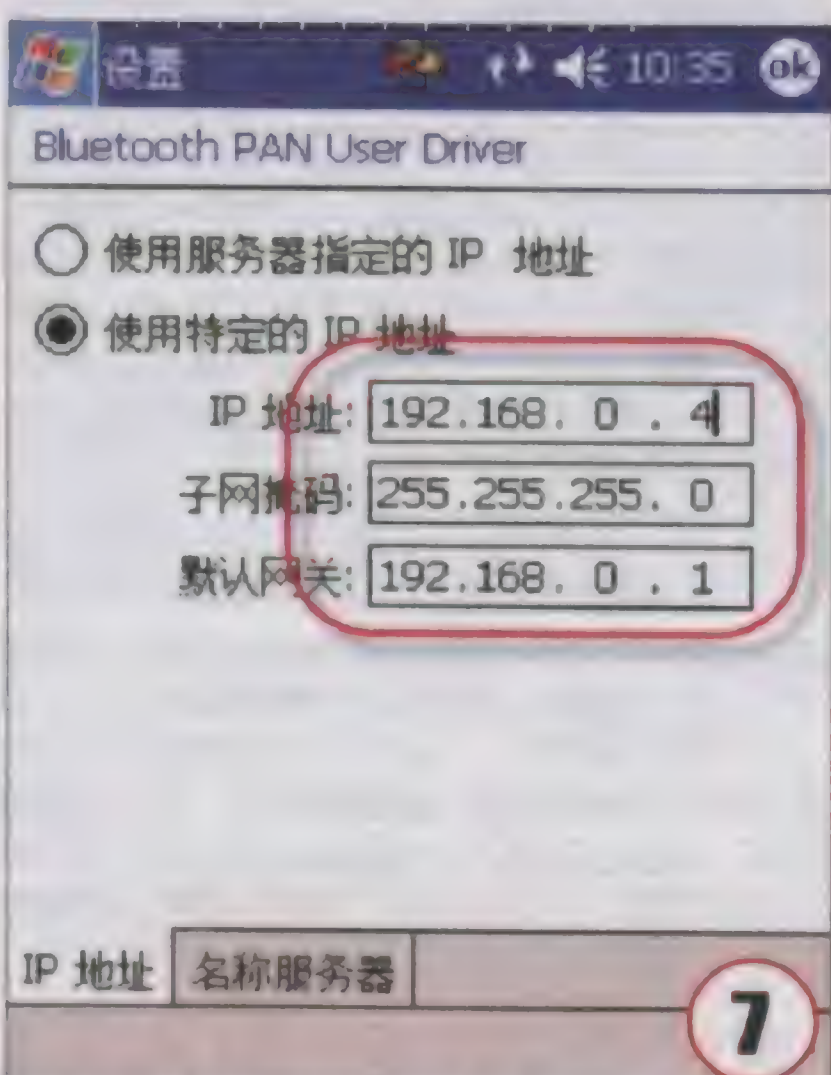 设置 10:35 ok
Bluetooth PAN User Driver
使用服务器指定的 IP 地址
使用特定的 IP 地址
IP 地址: 192.168. 0 . 4
子网掩码: 255.255.255. 0
默认网关: 192.168. 0 . 1
IP 地址 名称服务器
7